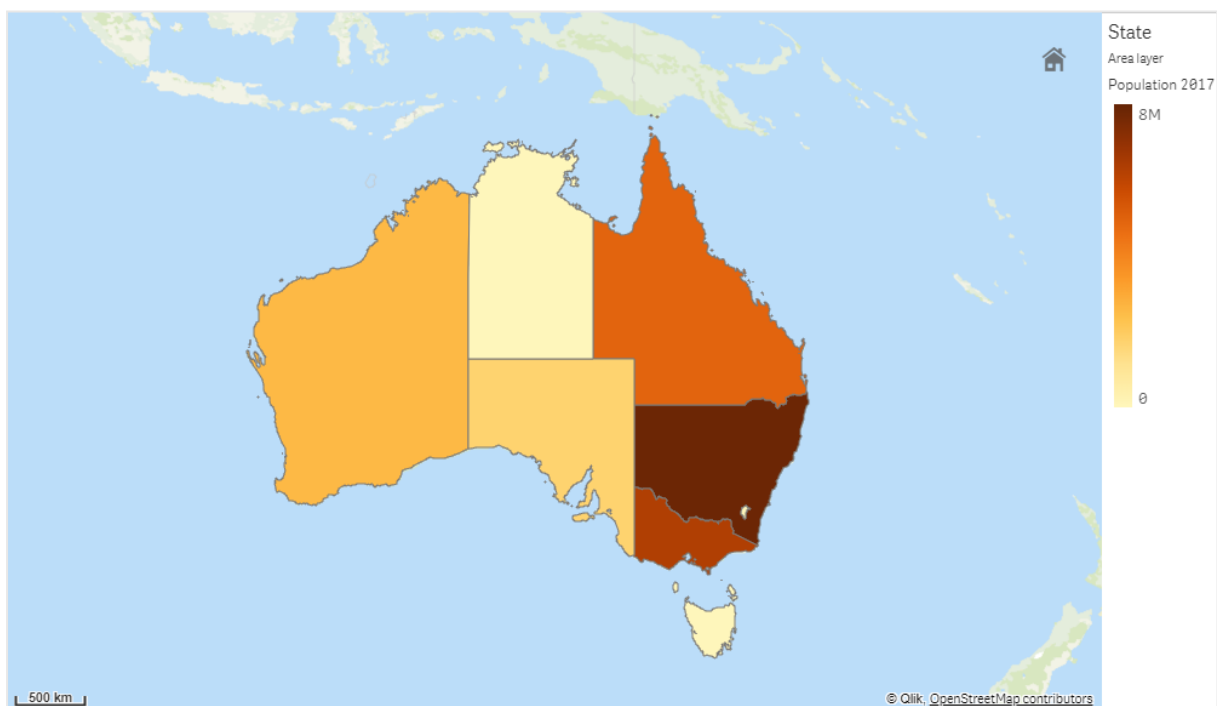 State
Area layer
Population 2017
8M
0
500 km
© Qlik, OpenStreetMap contributors